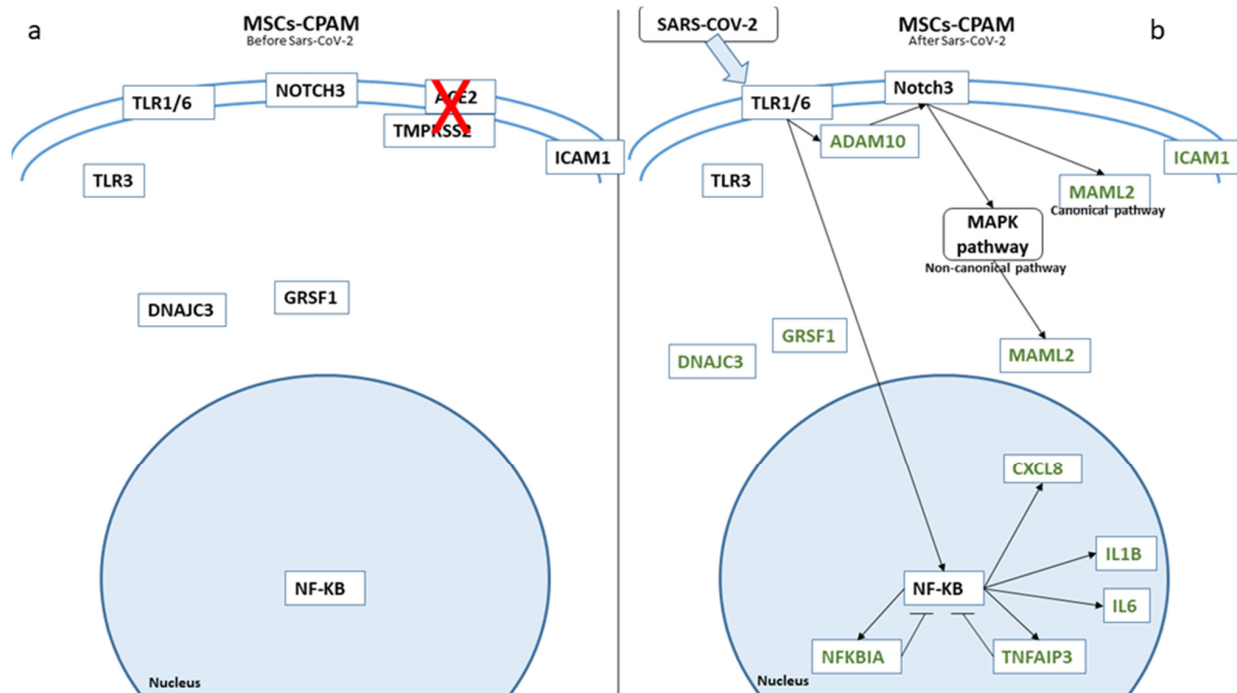 a
MSCs-CPAM
Before Sars-CoV-2
TLR1/6
NOTCH3
ACE2
TMPRSS2
ICAM1
TLR3
DNAJC3
GRSF1
NF-KB
Nucleus
SARS-COV-2
MSCs-CPAM
After Sars-CoV-2
b
TLR1/6
Notch3
ADAM10
ICAM1
TLR3
MAML2
Canonical pathway
MAPK
pathway
Non-canonical pathway
GRSF1
DNAJC3
MAML2
CXCL8
IL1B
NF-KB
IL6
NFKBIA
TNFAIP3
Nucleus